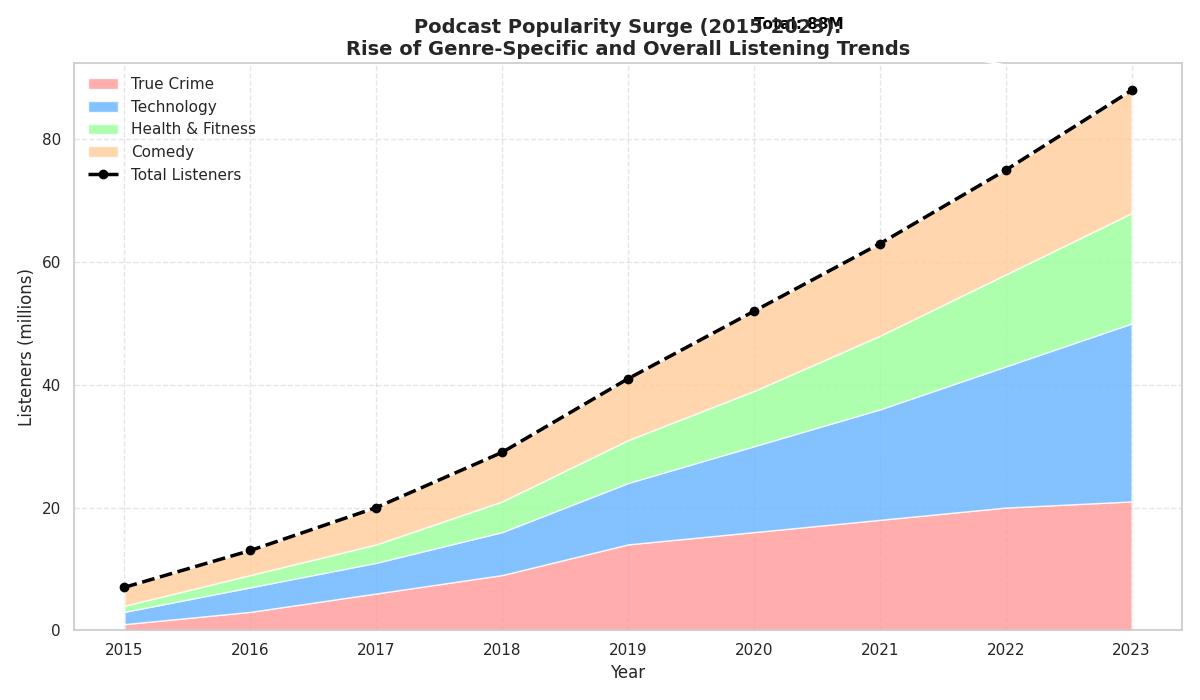 Podcast Popularity Surge (2015-2023):
Total: 88M
Rise of Genre-Specific and Overall Listening Trends
True Crime
Technology
Health & Fitness
Comedy
Total Listeners
Listeners (millions)
80
60
40
20
0
2015 2016 2017 2018 2019 2020 2021 2022 2023
Year